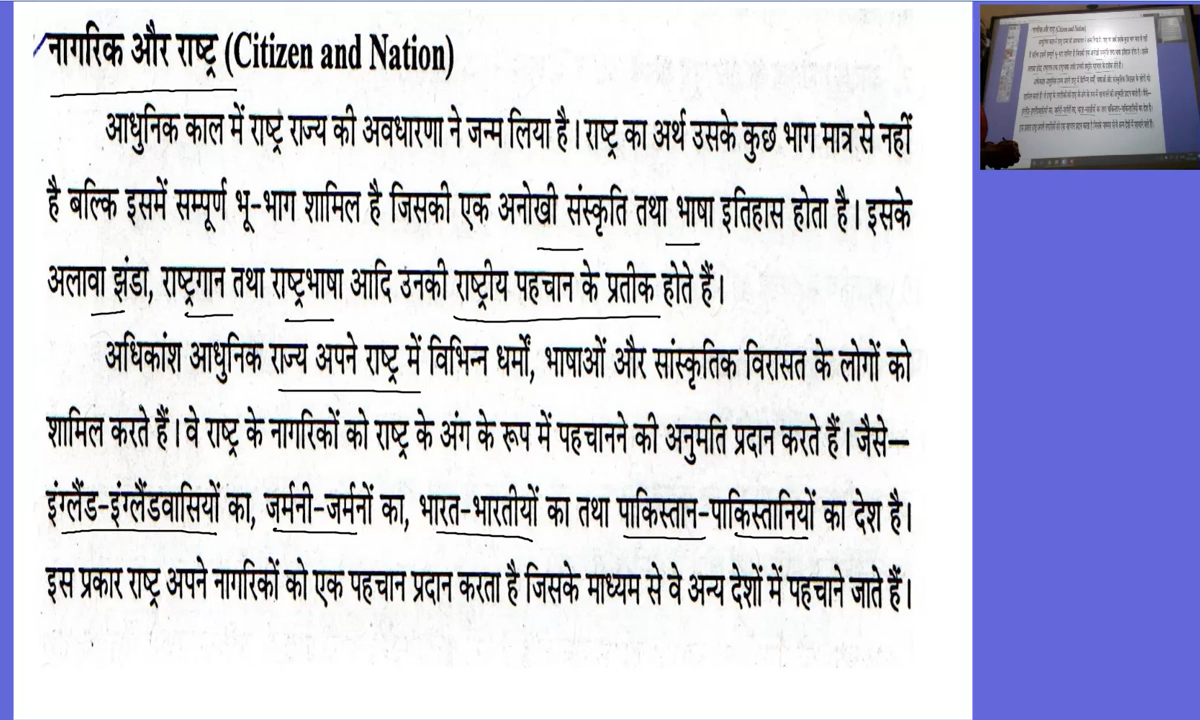 नागरिक और राष्ट्र (Citizen and Nation)
आधुनिक काल में राष्ट्र राज्य की अवधारणा ने जन्म लिया है। राष्ट्र का अर्थ उसके कुछ भाग मात्र से नहीं
है बल्कि इसमें सम्पूर्ण भू-भाग शामिल है जिसकी एक अनोखी संस्कृति तथा भाषा इतिहास होता है। इसके
अलावा झंडा, राष्ट्रगान तथा राष्ट्रभाषा आदि उनकी राष्ट्रीय पहचान के प्रतीक होते हैं।
अधिकांश आधुनिक राज्य अपने राष्ट्र में विभिन्न धर्मों, भाषाओं और सांस्कृतिक विरासत के लोगों को
शामिल करते हैं। वे राष्ट्र के नागरिकों को राष्ट्र के अंग के रूप में पहचानने की अनुमति प्रदान करते हैं। जैसे—
इंग्लैंड-इंग्लैंडवासियों का, जर्मनी-जर्मनों का, भारत-भारतीयों का तथा पाकिस्तान-पाकिस्तानियों का देश है।
इस प्रकार राष्ट्र अपने नागरिकों को एक पहचान प्रदान करता है जिसके माध्यम से वे अन्य देशों में पहचाने जाते हैं।